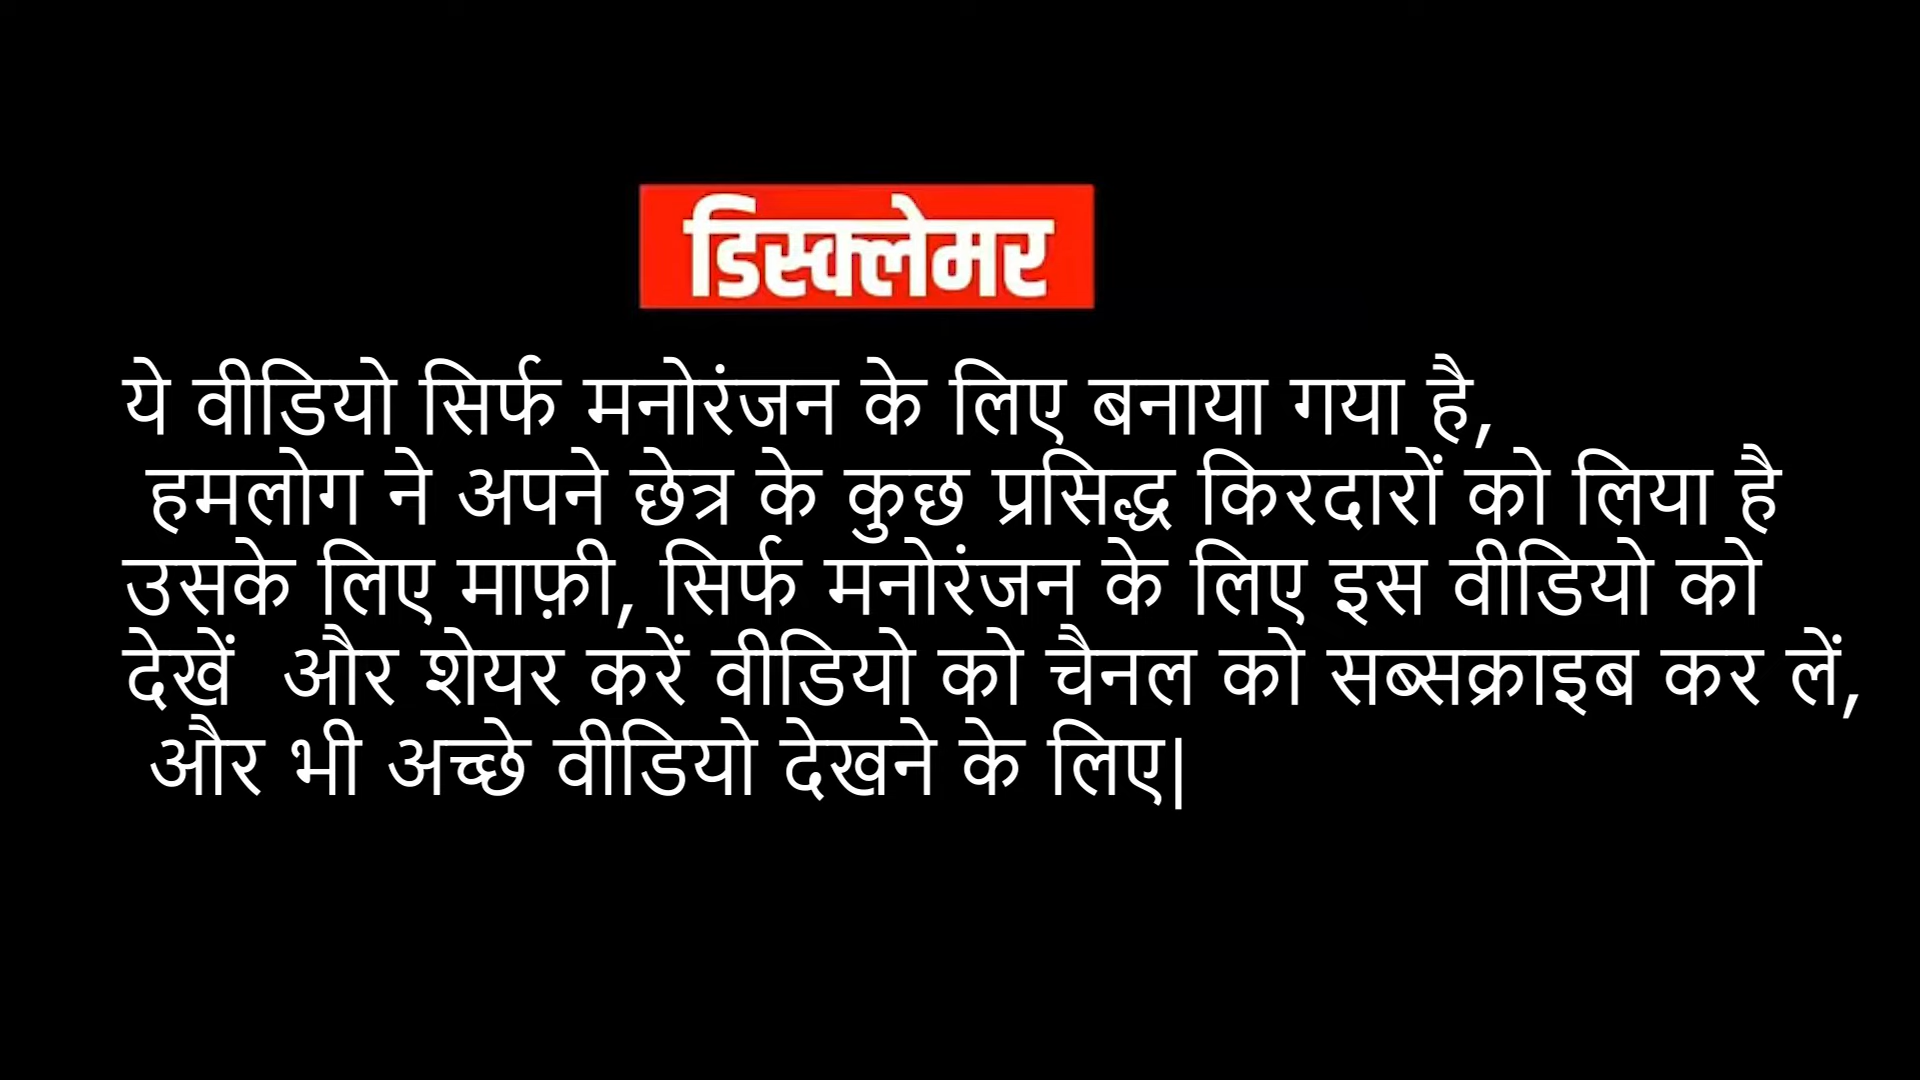 डिस्क्लेमर
ये वीडियो सिर्फ मनोरंजन के लिए बनाया गया है,
हमलोग ने अपने छेत्र के कुछ प्रसिद्ध किरदारों को लिया है
उसके लिए माफ़ी, सिर्फ मनोरंजन के लिए इस वीडियो को
देखें  और शेयर करें वीडियो को चैनल को सब्सक्राइब कर लें,
और भी अच्छे वीडियो देखने के लिए|